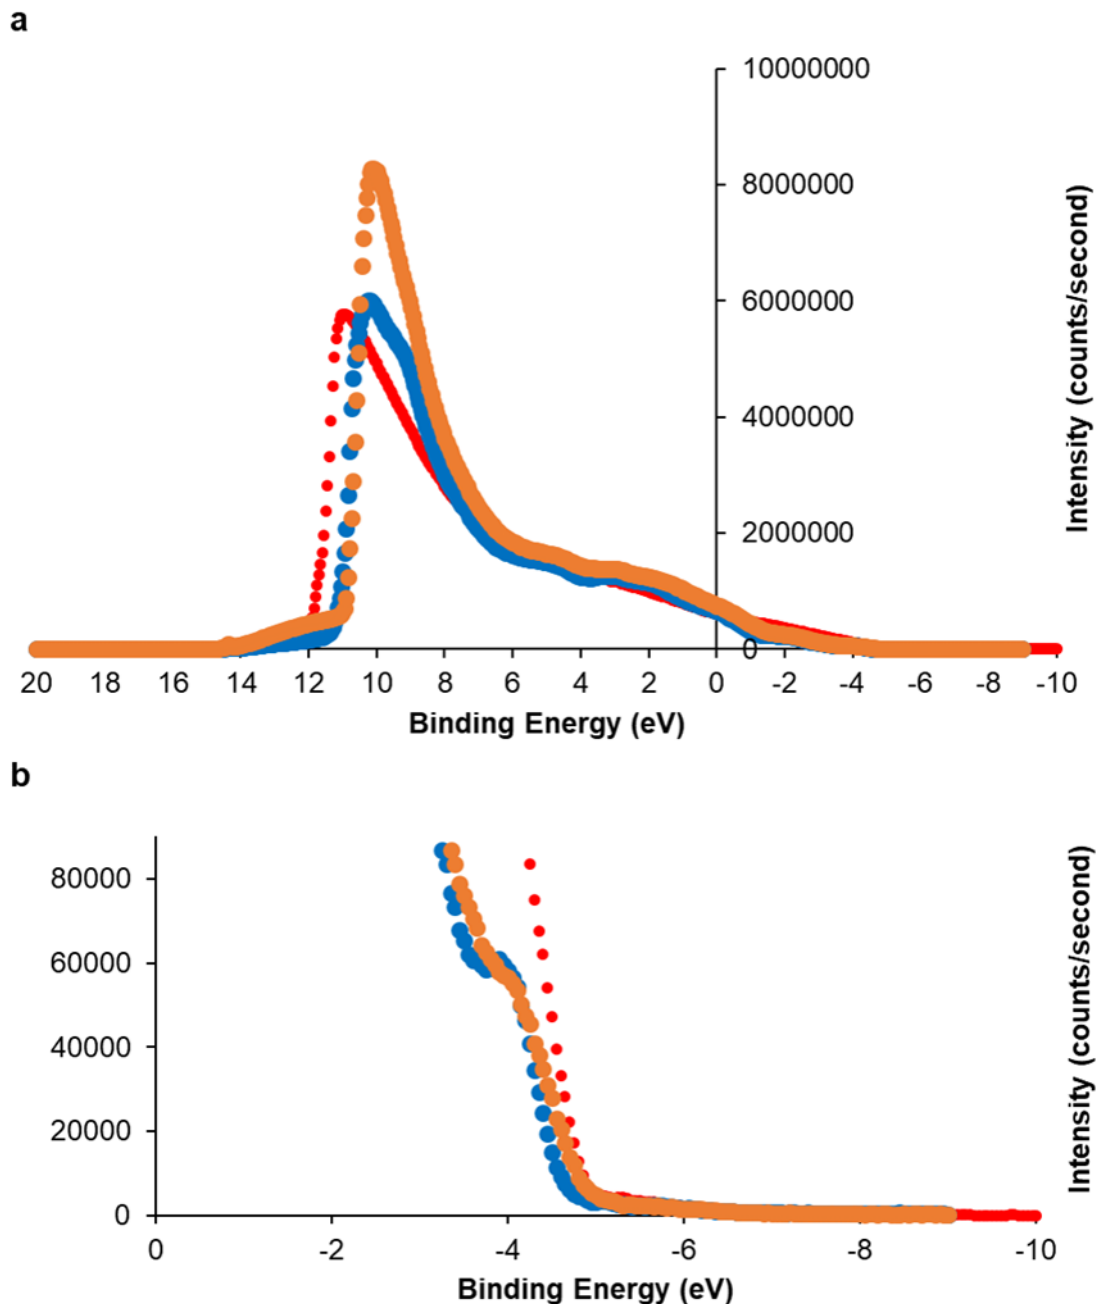 a
10000000
8000000
6000000
4000000
2000000
0
Intensity (counts/second)
20 18 16 14 12 10 8 6 4 2 0 -2 -4 -6 -8 -10
Binding Energy (eV)
b
80000
60000
40000
20000
0
Intensity (counts/second)
0 -2 -4 -6 -8 -10
Binding Energy (eV)